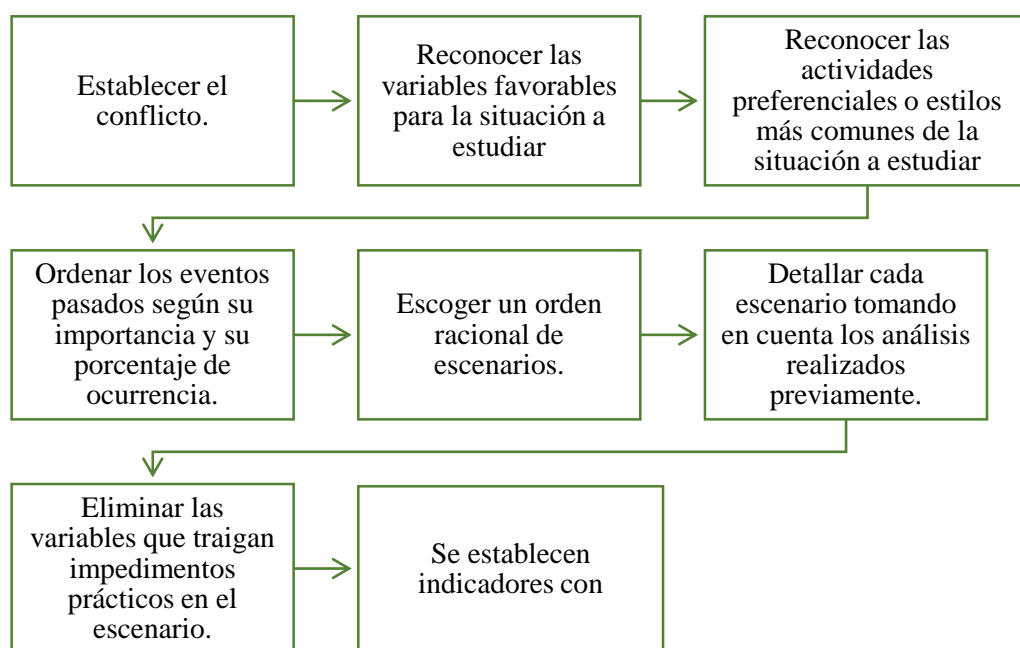 Establecer el
conflicto.
Reconocer las
variables favorables
para la situación a
estudiar
Reconocer las
actividades
preferenciales o estilos
más comunes de la
situación a estudiar
Ordenar los eventos
pasados según su
importancia y su
porcentaje de
ocurrencia.
Escoger un orden
racional de
escenarios.
Detallar cada
escenario tomando
en cuenta los análisis
realizados
previamente.
Eliminar las
variables que traigan
impedimentos
prácticos en el
escenario.
Se establecen
indicadores con